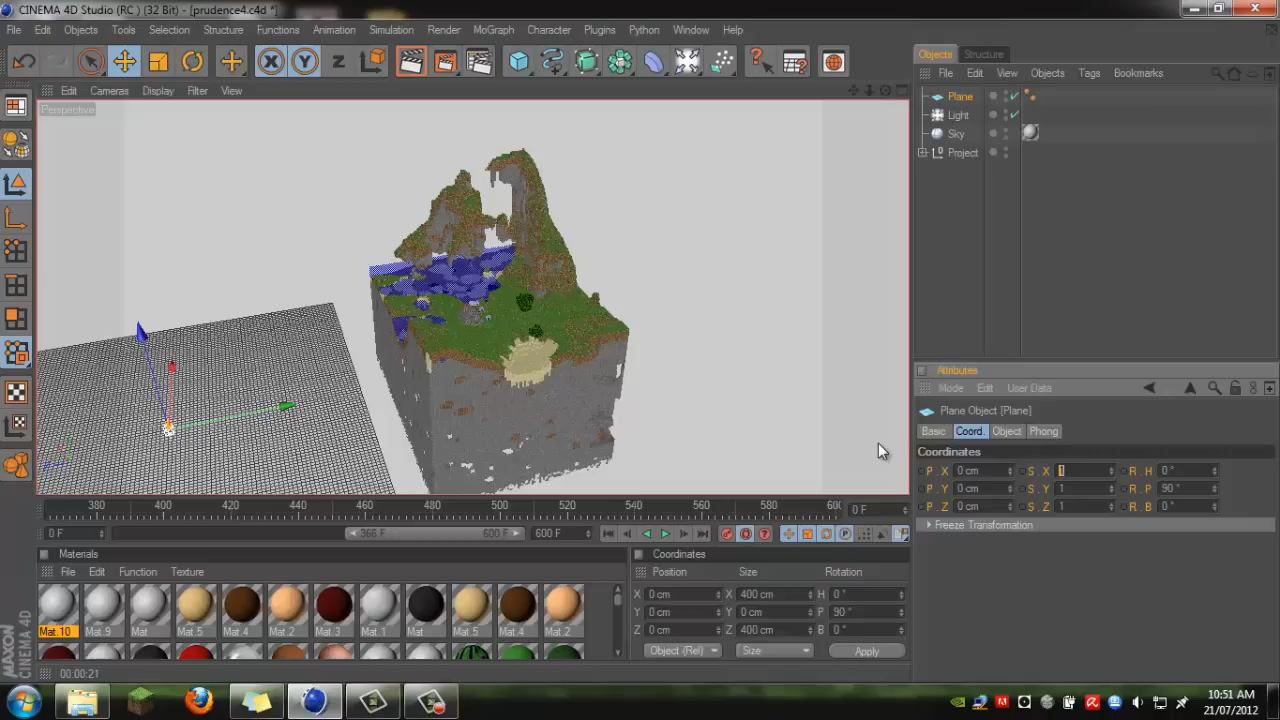 CINEMA 4D Studio (RC ) (32 Bit) - [prudence4.c4d *]
File Edit Objects Tools Selection Structure Functions Animation Simulation Render MoGraph Character Plugins Python Window Help
Objects Structure
File Edit View Objects Tags Bookmarks
Edit Cameras Display Filter View
Perspective
Plane
Light
Sky
Project
Attributes
Mode Edit User Data
Plane Object [Plane]
Basic Coord. Object Phong
Coordinates
P . X 0 cm S . X 1 R . H 0 °
P . Y 0 cm S . Y 1 R . P 90 °
P . Z 0 cm S . Z 1 R . B 0 °
Freeze Transformation
380 400 420 440 460 480 500 520 540 560 580 60( 0 F
0 F 366 F 600 F 600 F
Materials
File Edit Function Texture
Mat.10 Mat.9 Mat Mat.5 Mat.4 Mat.2 Mat.3 Mat.1 Mat Mat.5 Mat.4 Mat.2
Coordinates
Position Size Rotation
X 0 cm X 400 cm H 0 °
Y 0 cm Y 0 cm P 90 °
Z 0 cm Z 400 cm B 0 °
Object (Rel) Size Apply
MAXON CINEMA 4D
00:00:21
10:51 AM
21/07/2012